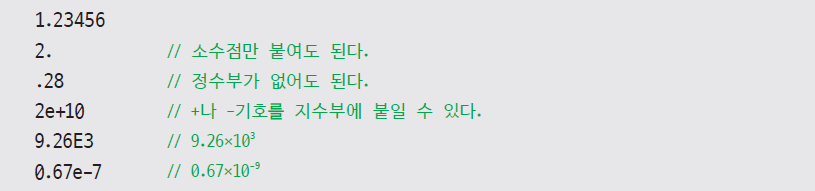 1.23456
2. // 소수점만 붙여도 된다.
.28 // 정수부가 없어도 된다.
2e+10 // +나 -기호를 지수부에 붙일 수 있다.
9.26E3 // 9.26×10³
0.67e-7 // 0.67×10⁻⁹